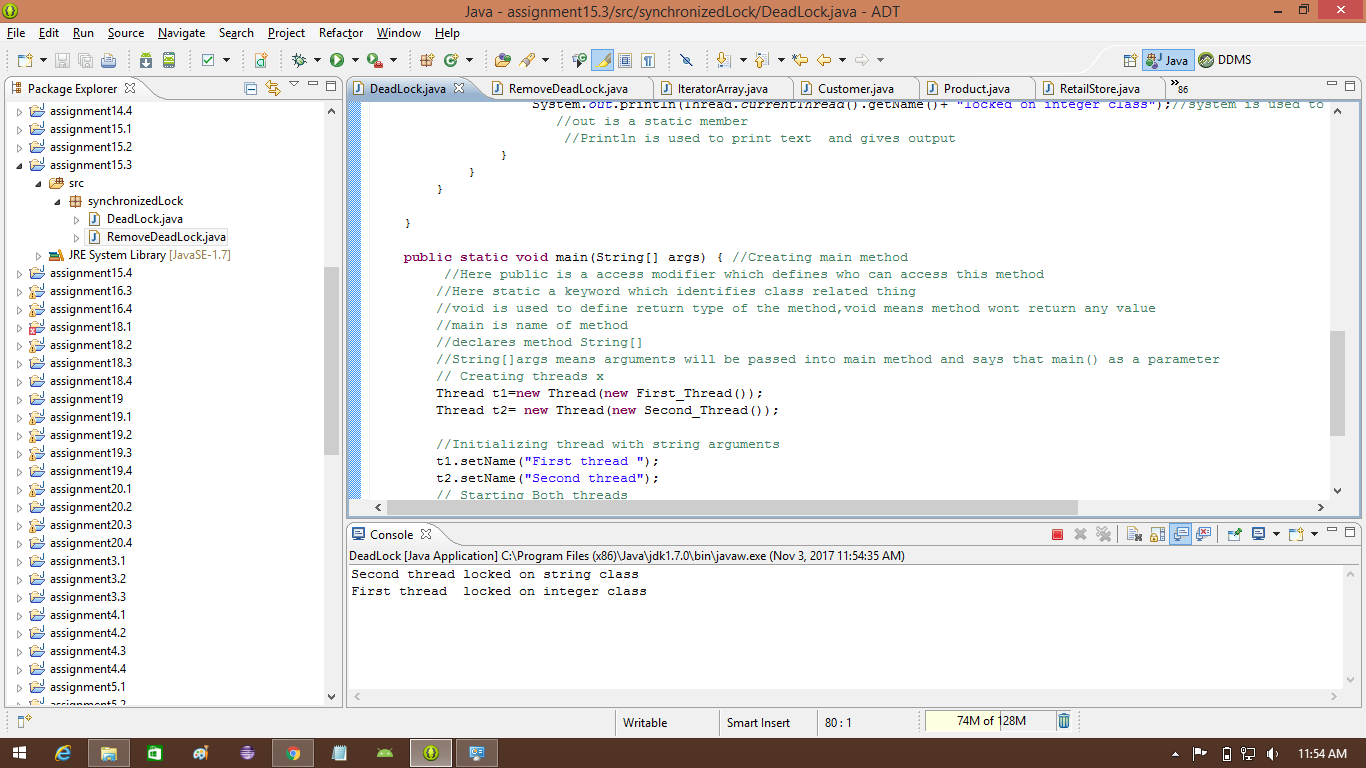 Java - assignment15.3/src/synchronizedLock/DeadLock.java - ADT
File Edit Run Source Navigate Search Project Refactor Window Help
Java DDMS
Package Explorer
assignment14.4
assignment15.1
assignment15.2
assignment15.3
src
synchronizedLock
DeadLock.java
RemoveDeadLock.java
JRE System Library [JavaSE-1.7]
assignment15.4
assignment16.3
assignment16.4
assignment18.1
assignment18.2
assignment18.3
assignment18.4
assignment19
assignment19.1
assignment19.2
assignment19.3
assignment19.4
assignment20.1
assignment20.2
assignment20.3
assignment20.4
assignment3.1
assignment3.2
assignment3.3
assignment4.1
assignment4.2
assignment4.3
assignment4.4
assignment5.1
assignment5.2
DeadLock.java RemoveDeadLock.java IteratorArray.java Customer.java Product.java RetailStore.java »86
System.out.println(Thread.currentThread().getName()+ "locked on integer class");//system is used to
//out is a static member
//Println is used to print text  and gives output
}
}
}
}
public static void main(String[] args) { //Creating main method
//Here public is a access modifier which defines who can access this method
//Here static a keyword which identifies class related thing
//void is used to define return type of the method,void means method wont return any value
//main is name of method
//declares method String[]
//String[]args means arguments will be passed into main method and says that main() as a parameter
// Creating threads x
Thread t1=new Thread(new First_Thread());
Thread t2= new Thread(new Second_Thread());
//Initializing thread with string arguments
t1.setName("First thread ");
t2.setName("Second thread");
// Starting Both threads
Console
DeadLock [Java Application] C:\Program Files (x86)\Java\jdk1.7.0\bin\javaw.exe (Nov 3, 2017 11:54:35 AM)
Second thread locked on string class
First thread  locked on integer class
Writable Smart Insert 80 : 1 74M of 128M
11:54 AM